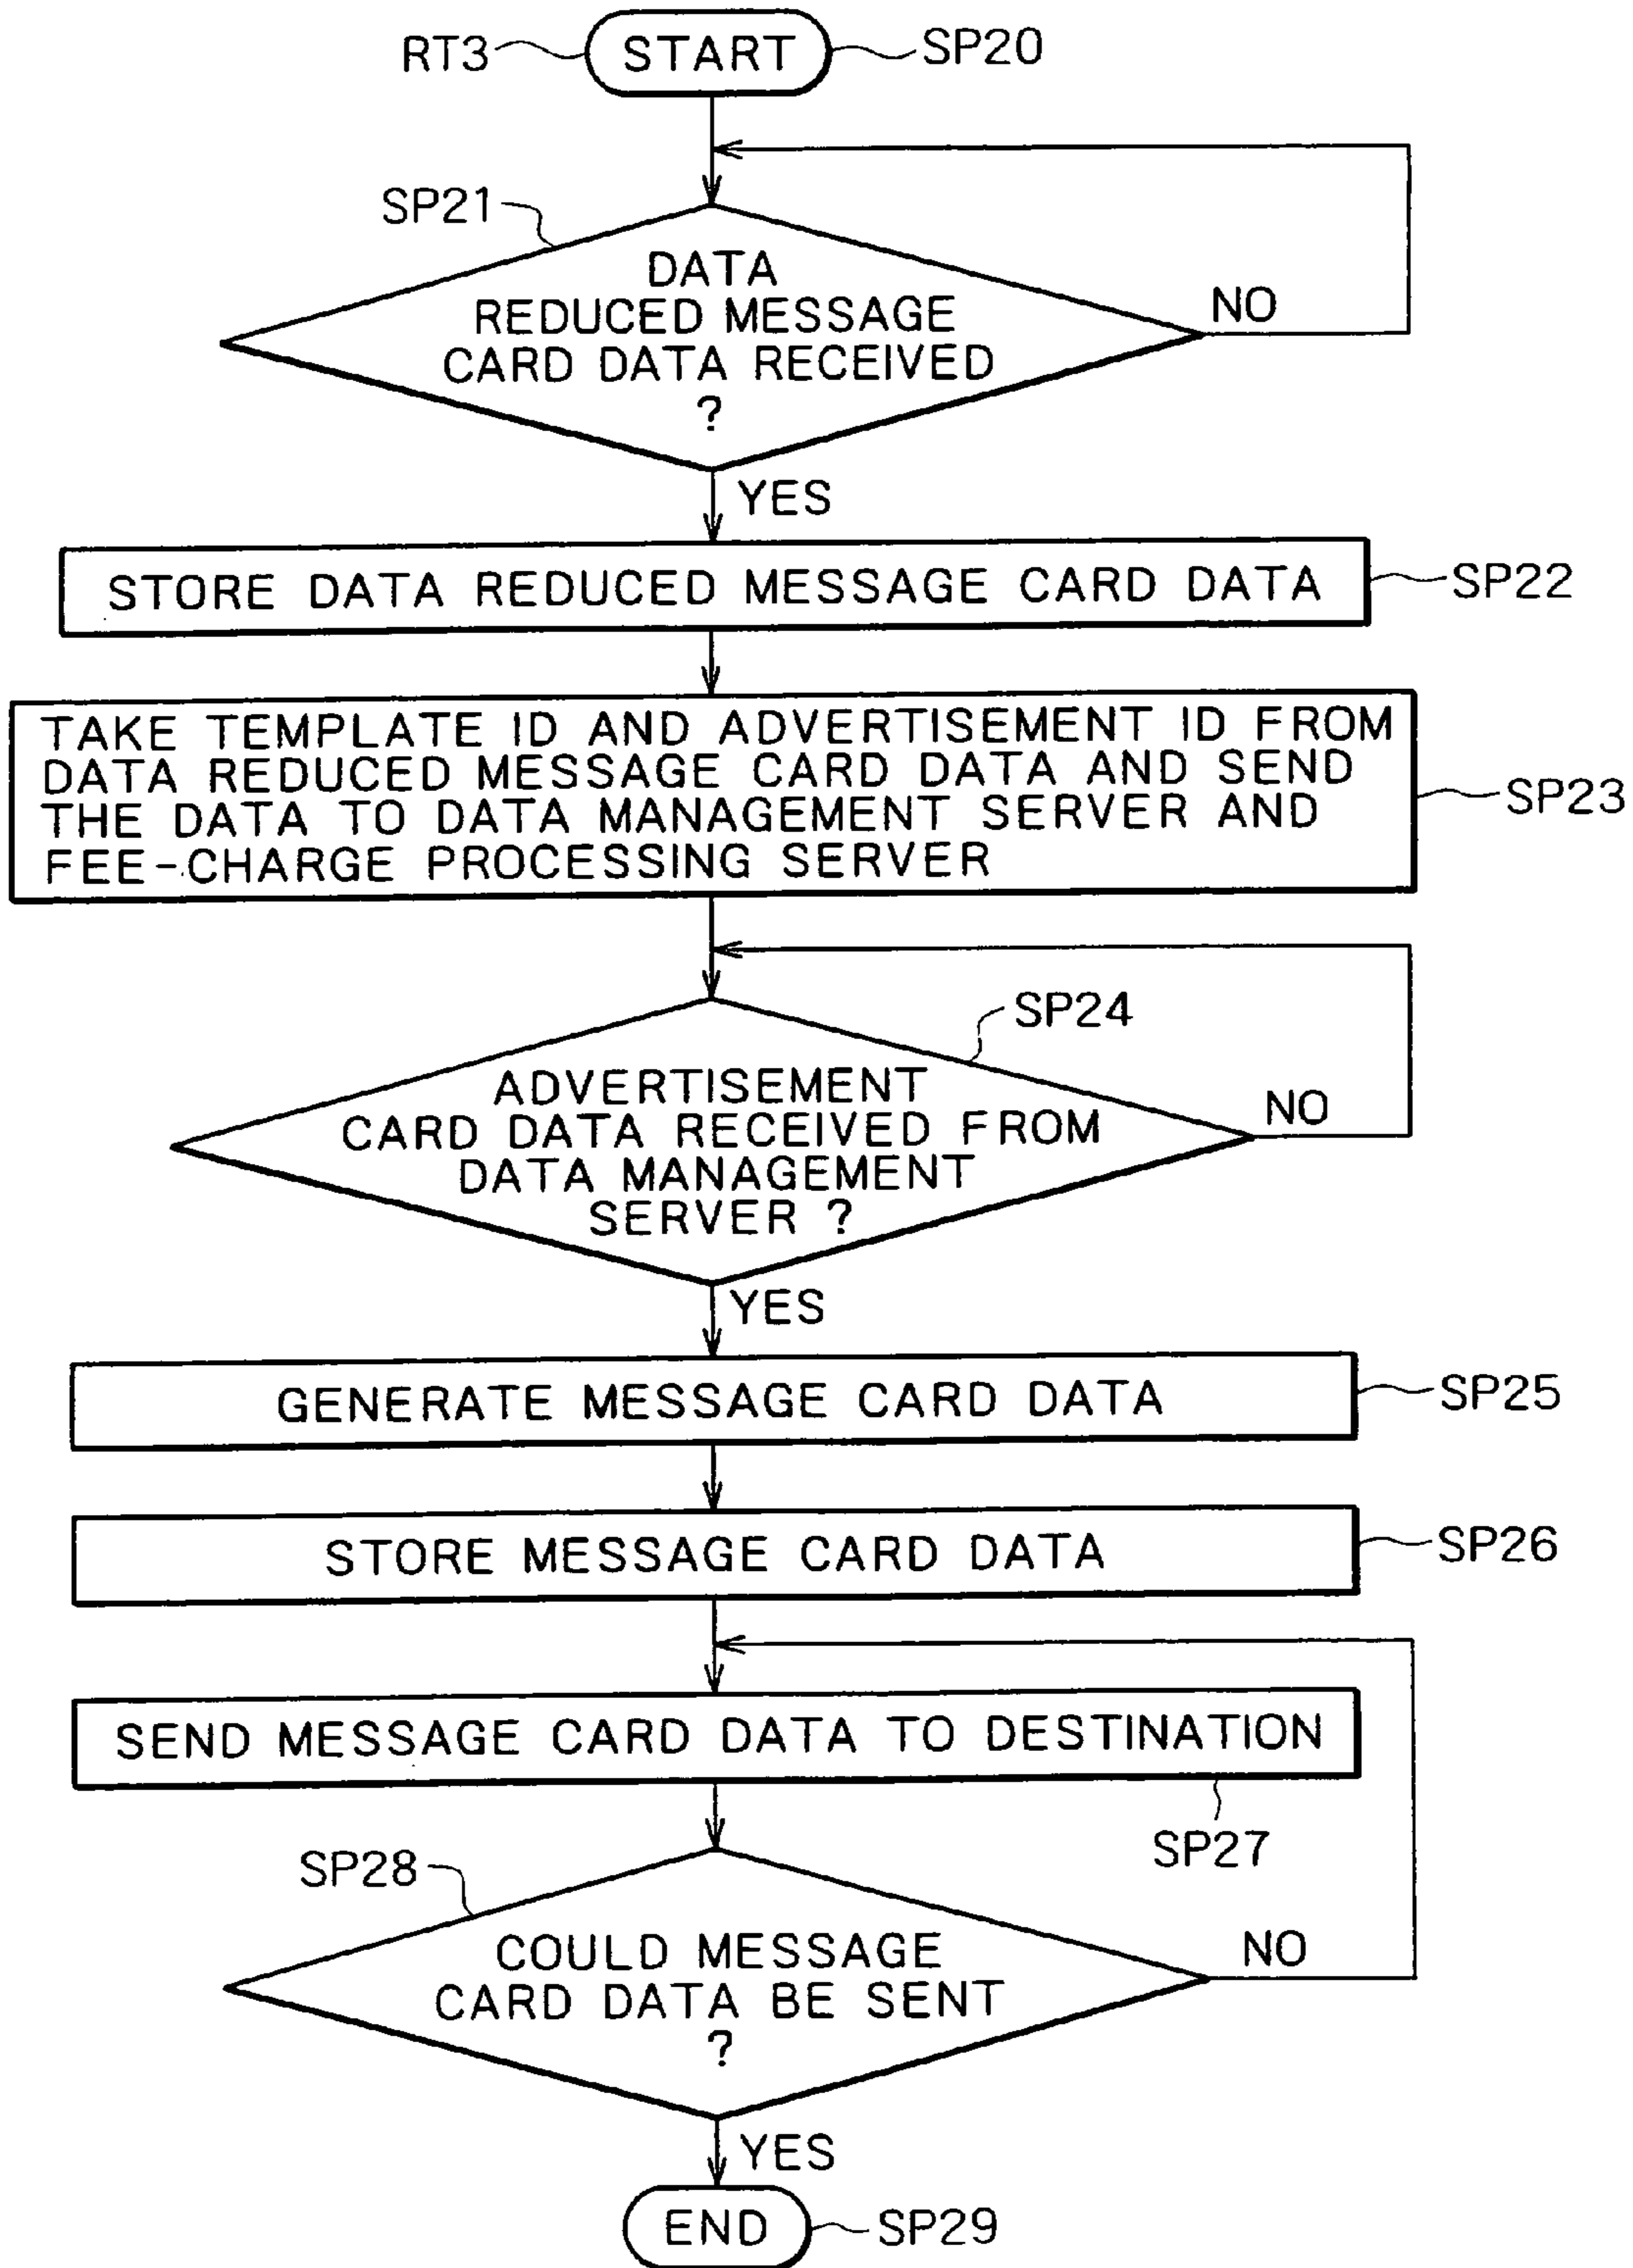 RT3
START
SP20
SP21
DATA
REDUCED MESSAGE
CARD DATA RECEIVED
?
NO
YES
STORE DATA REDUCED MESSAGE CARD DATA
SP22
TAKE TEMPLATE ID AND ADVERTISEMENT ID FROM
DATA REDUCED MESSAGE CARD DATA AND SEND
THE DATA TO DATA MANAGEMENT SERVER AND
FEE-CHARGE PROCESSING SERVER
SP23
SP24
ADVERTISEMENT
CARD DATA RECEIVED FROM
DATA MANAGEMENT
SERVER ?
NO
YES
GENERATE MESSAGE CARD DATA
SP25
STORE MESSAGE CARD DATA
SP26
SEND MESSAGE CARD DATA TO DESTINATION
SP27
SP28
COULD MESSAGE
CARD DATA BE SENT
?
NO
YES
END
SP29